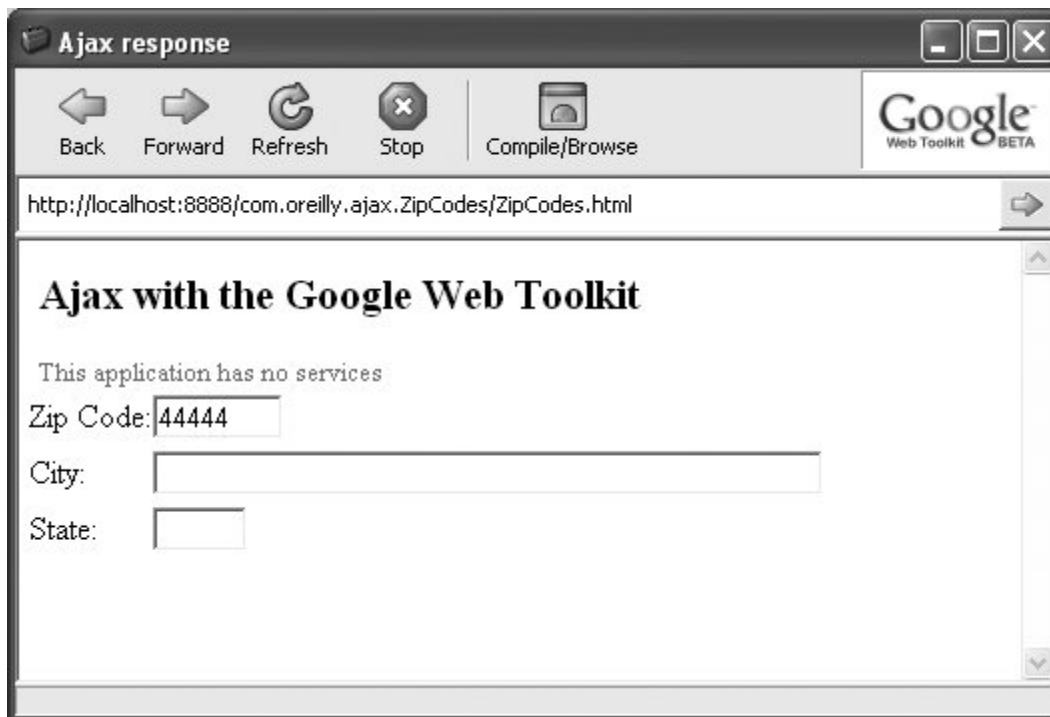 Ajax response
Back Forward Refresh Stop Compile/Browse
Google
Web Toolkit BETA
http://localhost:8888/com.oreilly.ajax.ZipCodes/ZipCodes.html
Ajax with the Google Web Toolkit
This application has no services
Zip Code: 44444
City:
State: